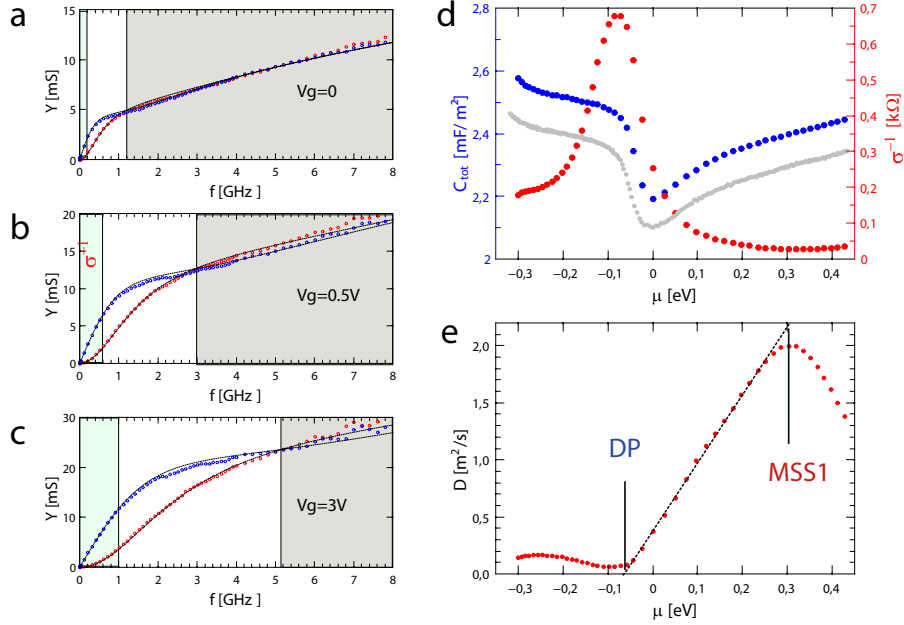 a
15
10
5
0
Y [mS]
Vg=0
0 1 2 3 4 5 6 7 8
f [GHz]
b
20
15
10
5
0
Y [mS]
σ⁻¹
Vg=0.5V
0 1 2 3 4 5 6 7 8
f [GHz ]
c
30
20
10
0
Y [mS]
Vg=3V
0 1 2 3 4 5 6 7 8
f [GHz ]
d
2,8
2,6
2,4
2,2
2
C_tot [mF/m²]
0,7
0,6
0,5
0,4
0,3
0,2
0,1
0
σ⁻¹ [kΩ]
−0,3 −0,2 −0,1 0 0,1 0,2 0,3 0,4
μ [eV]
e
2,0
1,5
1,0
0,5
0,0
D [m²/s]
DP
MSS1
−0,3 −0,2 −0,1 0 0,1 0,2 0,3 0,4
μ [eV]